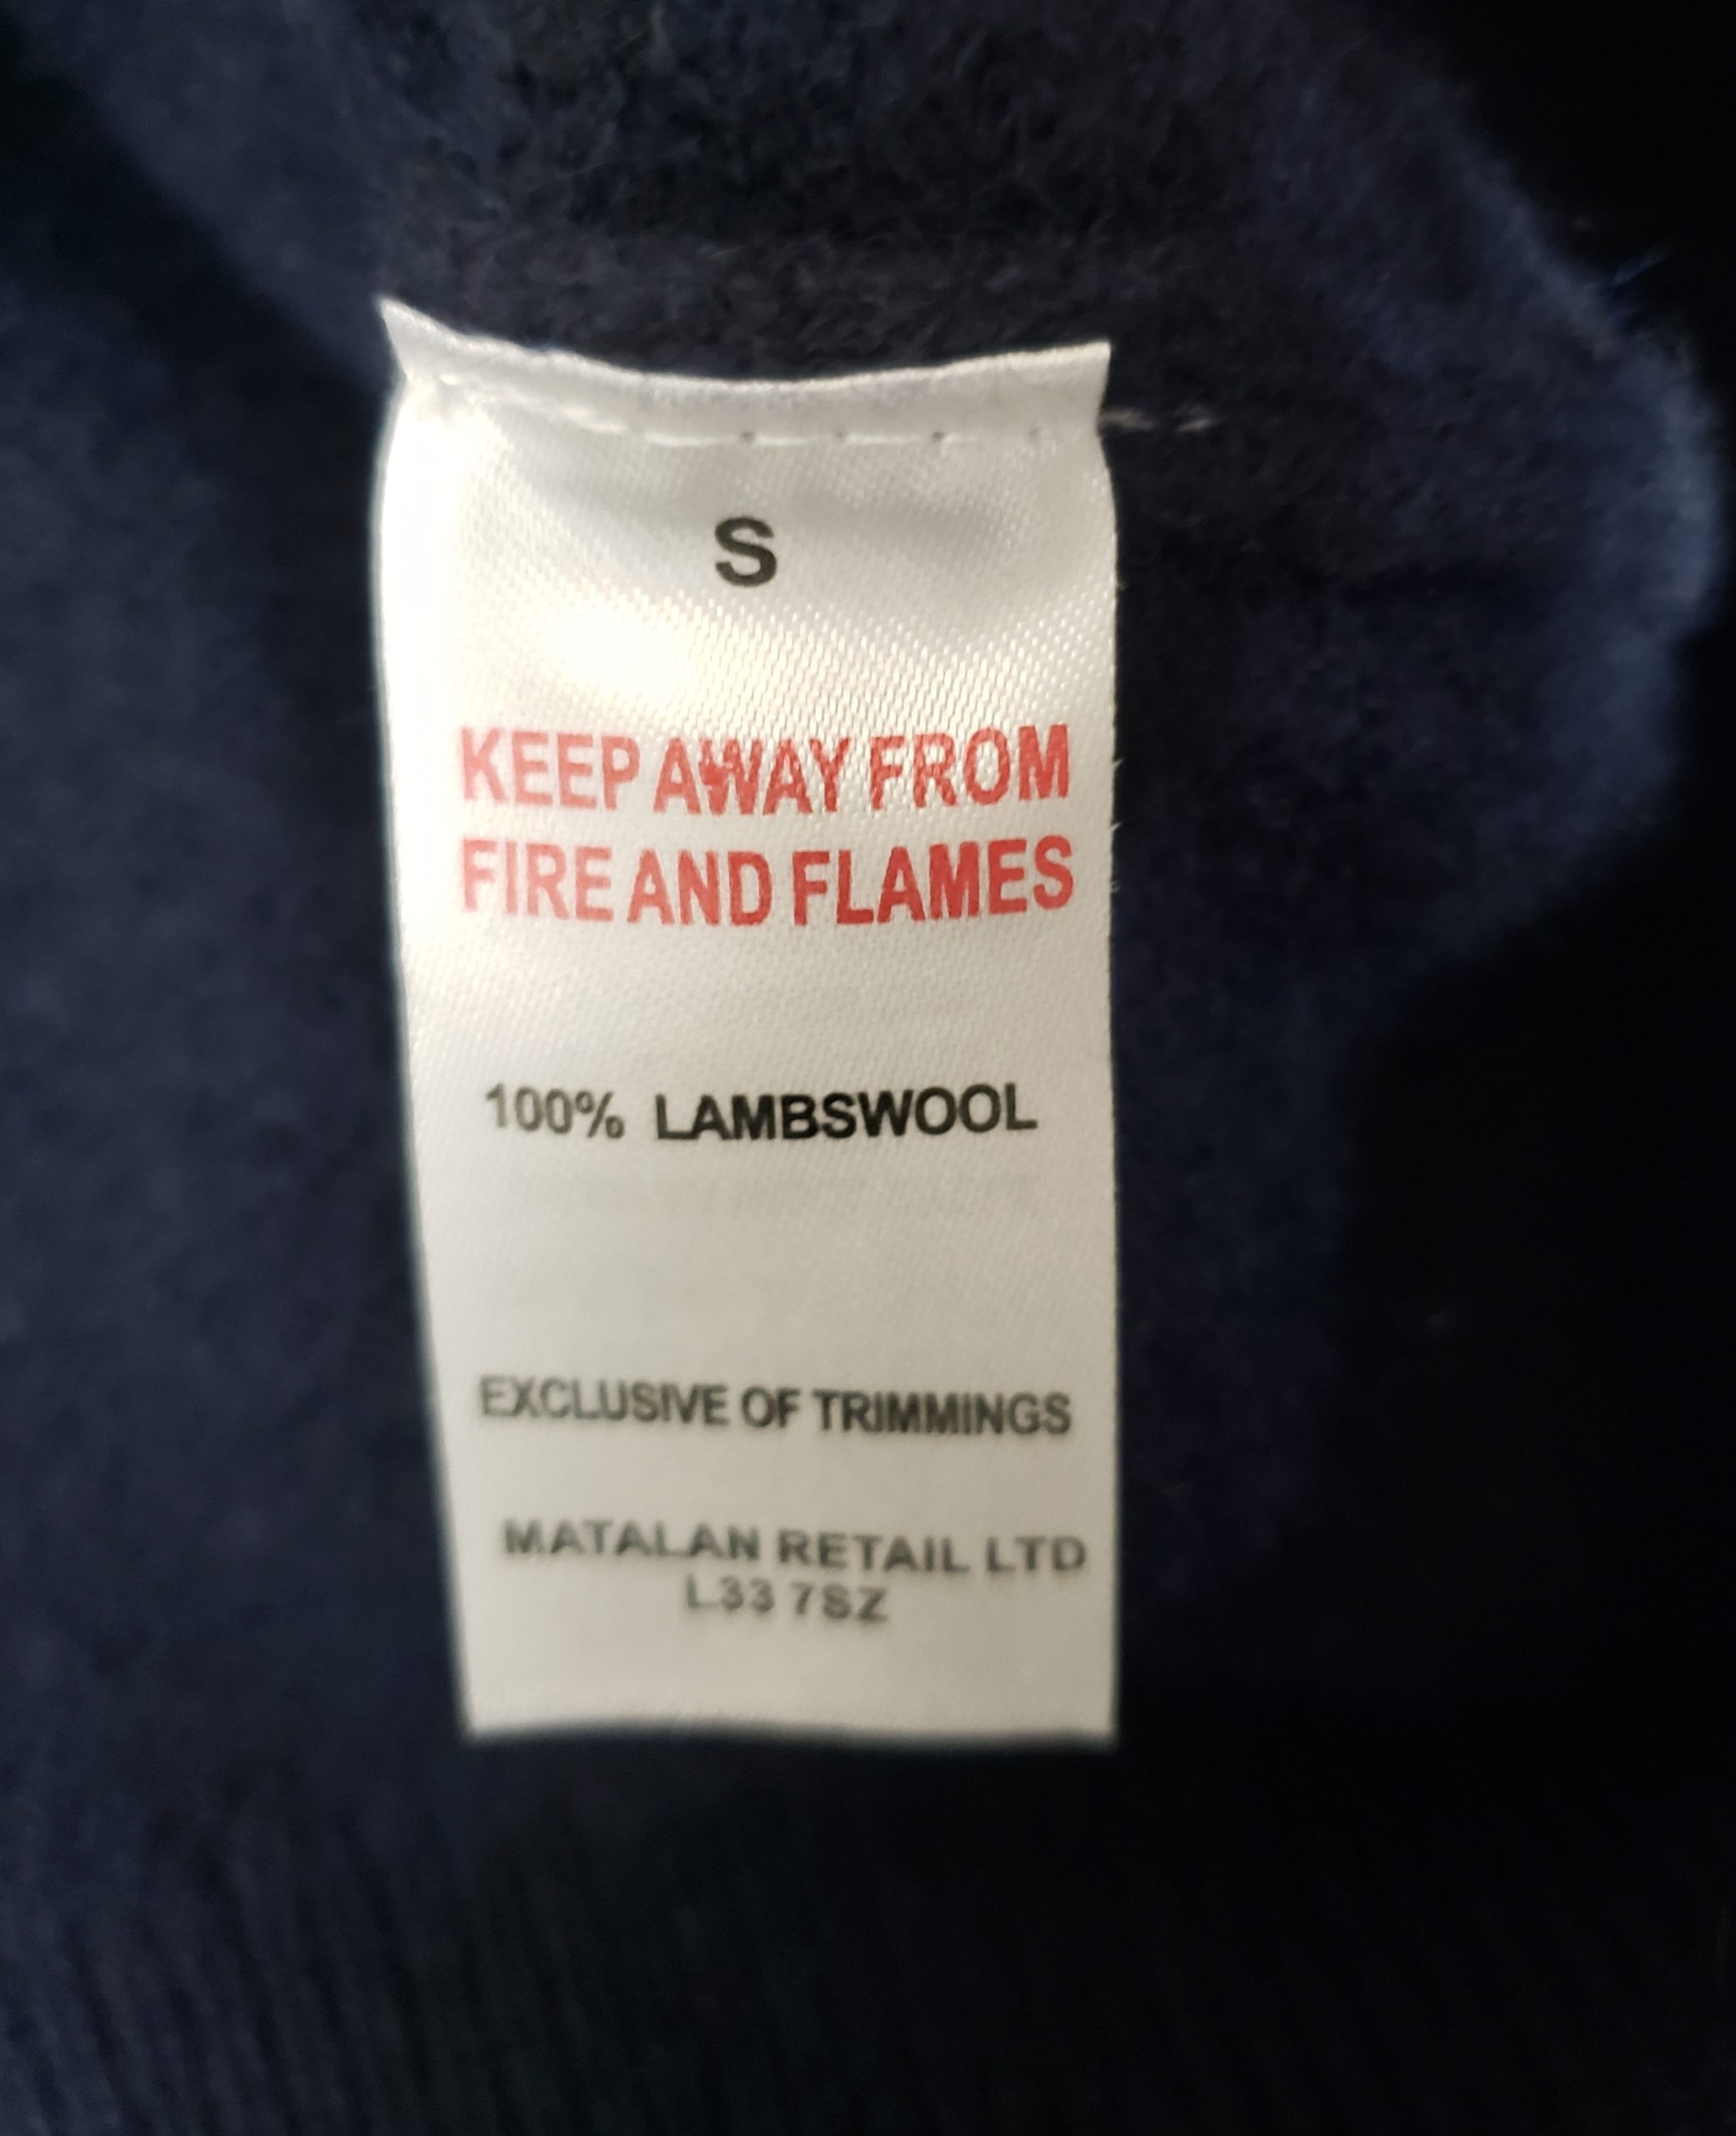 S
KEEP AWAY FROM
FIRE AND FLAMES
100% LAMBSWOOL
EXCLUSIVE OF TRIMMINGS
MATALAN RETAIL LTD
L33 7SZ